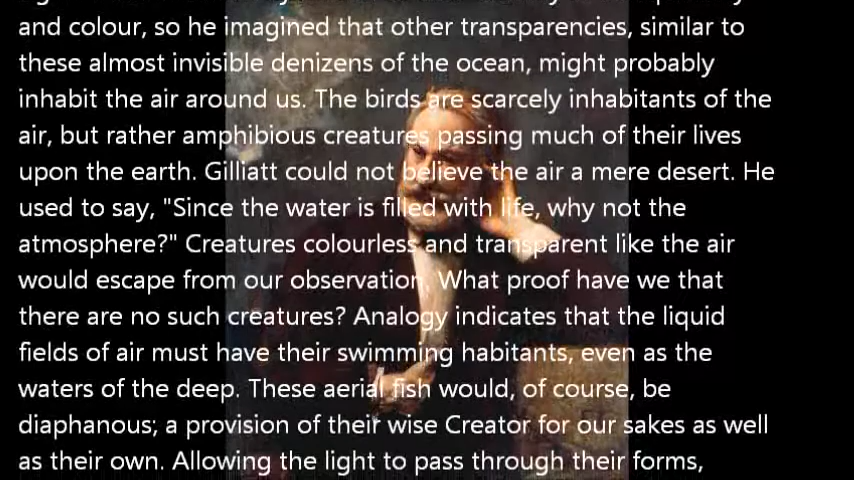 and colour, so he imagined that other transparencies, similar to
these almost invisible denizens of the ocean, might probably
inhabit the air around us. The birds are scarcely inhabitants of the
air, but rather amphibious creatures passing much of their lives
upon the earth. Gilliatt could not believe the air a mere desert. He
used to say, "Since the water is filled with life, why not the
atmosphere?" Creatures colourless and transparent like the air
would escape from our observation. What proof have we that
there are no such creatures? Analogy indicates that the liquid
fields of air must have their swimming habitants, even as the
waters of the deep. These aerial fish would, of course, be
diaphanous; a provision of their wise Creator for our sakes as well
as their own. Allowing the light to pass through their forms,